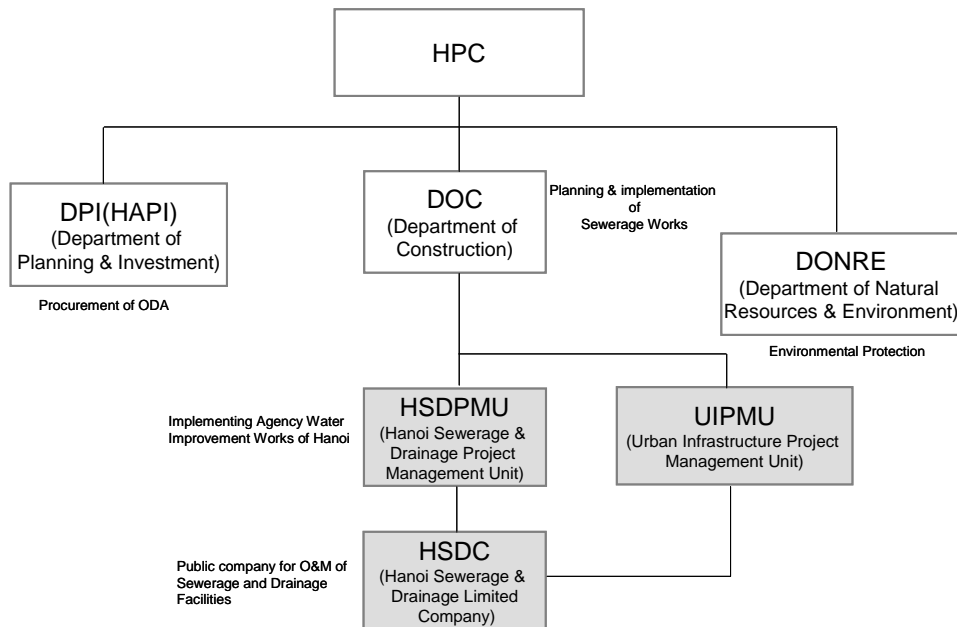 HPC
DPI(HAPI)
(Department of
Planning & Investment)
Procurement of ODA
DOC
(Department of
Construction)
Planning & implementation
of
Sewerage Works
DONRE
(Department of Natural
Resources & Environment)
Environmental Protection
Implementing Agency Water
Improvement Works of Hanoi
HSDPMU
(Hanoi Sewerage &
Drainage Project
Management Unit)
UIPMU
(Urban Infrastructure Project
Management Unit)
Public company for O&M of
Sewerage and Drainage
Facilities
HSDC
(Hanoi Sewerage &
Drainage Limited
Company)